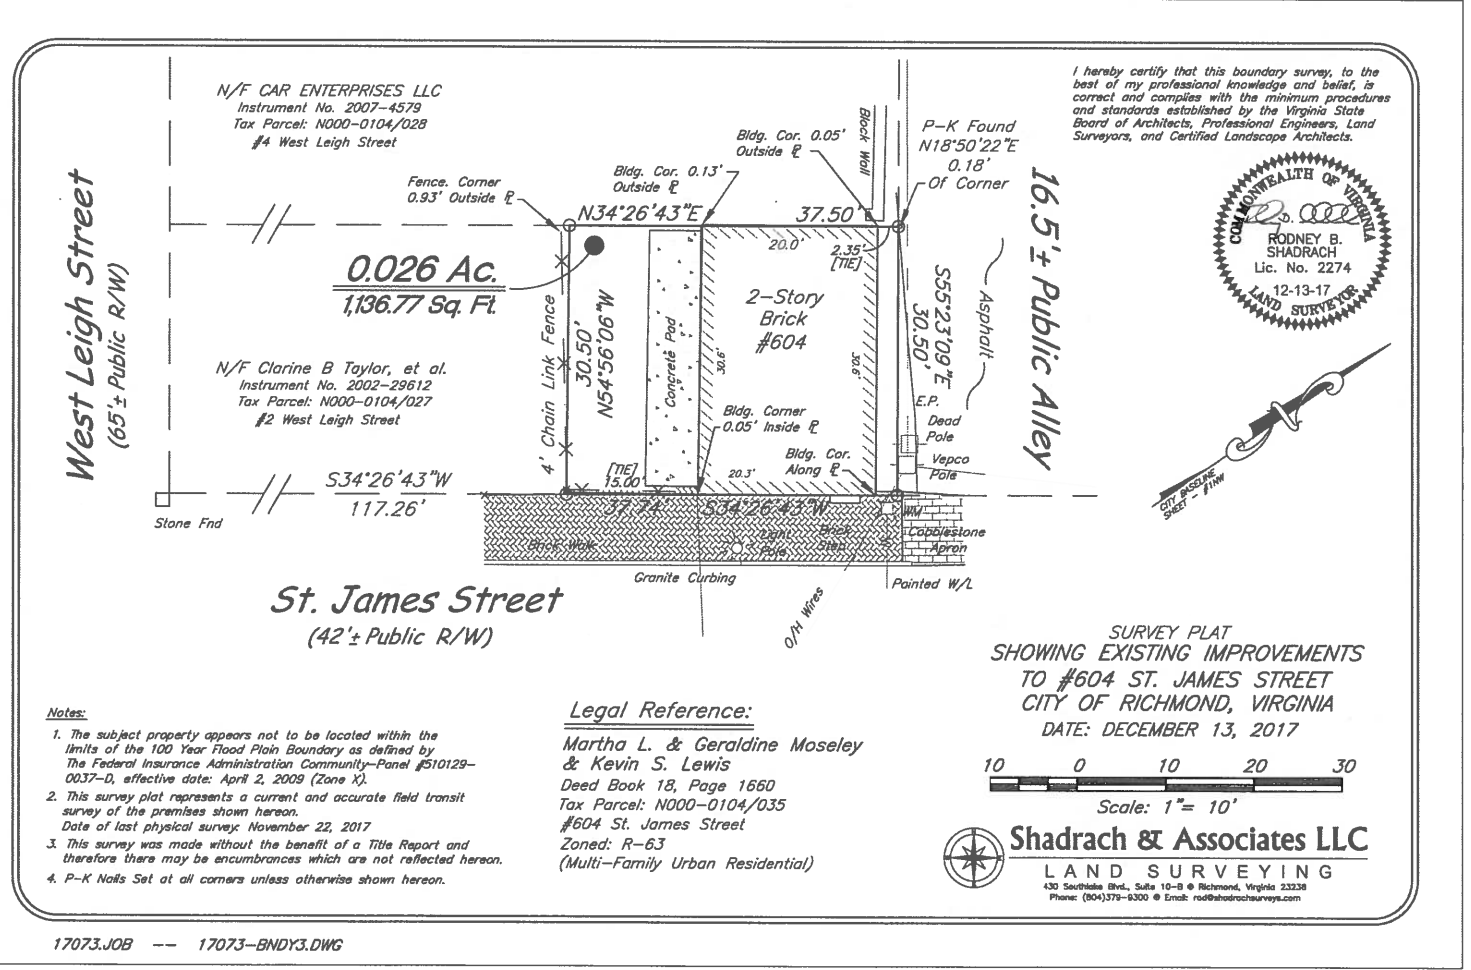 N/F CAR ENTERPRISES LLC
Instrument No. 2007-4579
Tax Parcel: N000-0104/028
#4 West Leigh Street
Fence. Corner
0.93' Outside ℄
Bldg. Cor. 0.13'
Outside ℄
Bldg. Cor. 0.05'
Outside ℄
Block Wall
P-K Found
N18°50'22"E
0.18'
Of Corner
I hereby certify that this boundary survey, to the
best of my professional knowledge and belief, is
correct and complies with the minimum procedures
and standards established by the Virginia State
Board of Architects, Professional Engineers, Land
Surveyors, and Certified Landscape Architects.
COMMONWEALTH OF VIRGINIA
RODNEY B.
SHADRACH
Lic. No. 2274
12-13-17
LAND SURVEYOR
West Leigh Street
(65'± Public R/W)
N34°26'43"E
37.50'
0.026 Ac.
1,136.77 Sq. Ft.
4' Chain Link Fence
30.50'
N54°56'06"W
Concrete Pad
20.0'
2.35'
[TIE]
2-Story
Brick
#604
30.6'
30.6'
S55°23'09"E
30.50'
Asphalt
16.5'± Public Alley
E.P.
Dead
Pole
Vepco
Pole
N/F Clarine B Taylor, et al.
Instrument No. 2002-29612
Tax Parcel: N000-0104/027
#2 West Leigh Street
Bldg. Corner
0.05' Inside ℄
Bldg. Cor.
Along ℄
[TIE]
15.00'
20.3'
S34°26'43"W
117.26'
Stone Fnd
37.74'
S34°26'43"W
WM
Brick Walk
Light
Pole
Brick
Step
Cobblestone
Apron
Granite Curbing
Painted W/L
O/H Wires
CITY BASELINE
SHEET - #1NW
St. James Street
(42'± Public R/W)
SURVEY PLAT
SHOWING EXISTING IMPROVEMENTS
TO #604 ST. JAMES STREET
CITY OF RICHMOND, VIRGINIA
DATE: DECEMBER 13, 2017
10 0 10 20 30
Scale: 1"= 10'
Notes:
1. The subject property appears not to be located within the
limits of the 100 Year Flood Plain Boundary as defined by
The Federal Insurance Administration Community-Panel #510129-
0037-D, effective date: April 2, 2009 (Zone X).
2. This survey plat represents a current and accurate field transit
survey of the premises shown hereon.
Date of last physical survey: November 22, 2017
3. This survey was made without the benefit of a Title Report and
therefore there may be encumbrances which are not reflected hereon.
4. P-K Nails Set at all corners unless otherwise shown hereon.
Legal Reference:
Martha L. & Geraldine Moseley
& Kevin S. Lewis
Deed Book 18, Page 1660
Tax Parcel: N000-0104/035
#604 St. James Street
Zoned: R-63
(Multi-Family Urban Residential)
Shadrach & Associates LLC
LAND SURVEYING
430 Southlake Blvd., Suite 10-B ● Richmond, Virginia 23236
Phone: (804)379-9300 ● Email: rod@shadrachsurveys.com
17073.JOB -- 17073-BNDY3.DWG